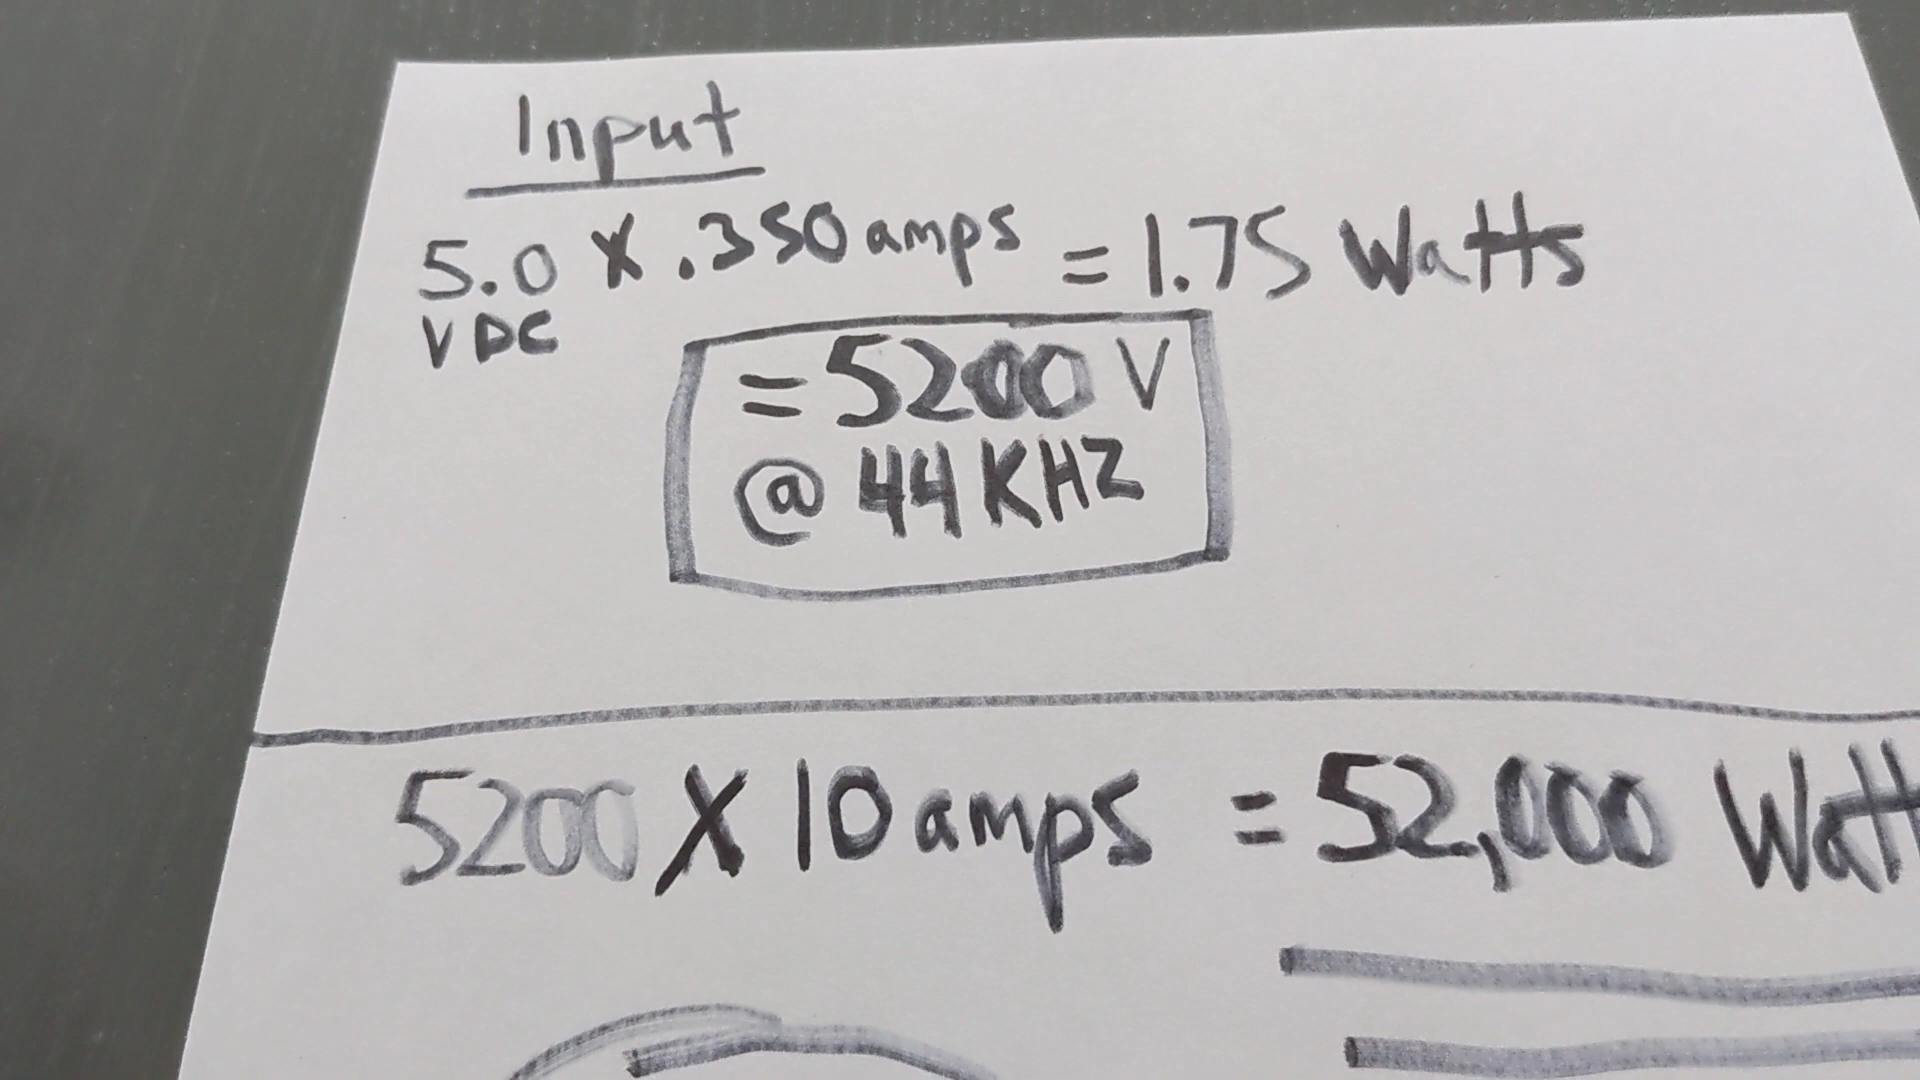 Input
5.0 X .350 amps = 1.75 Watts
VDC
= 5200 V
@ 44 KHZ
5200 X 10 amps = 52,000 Watt